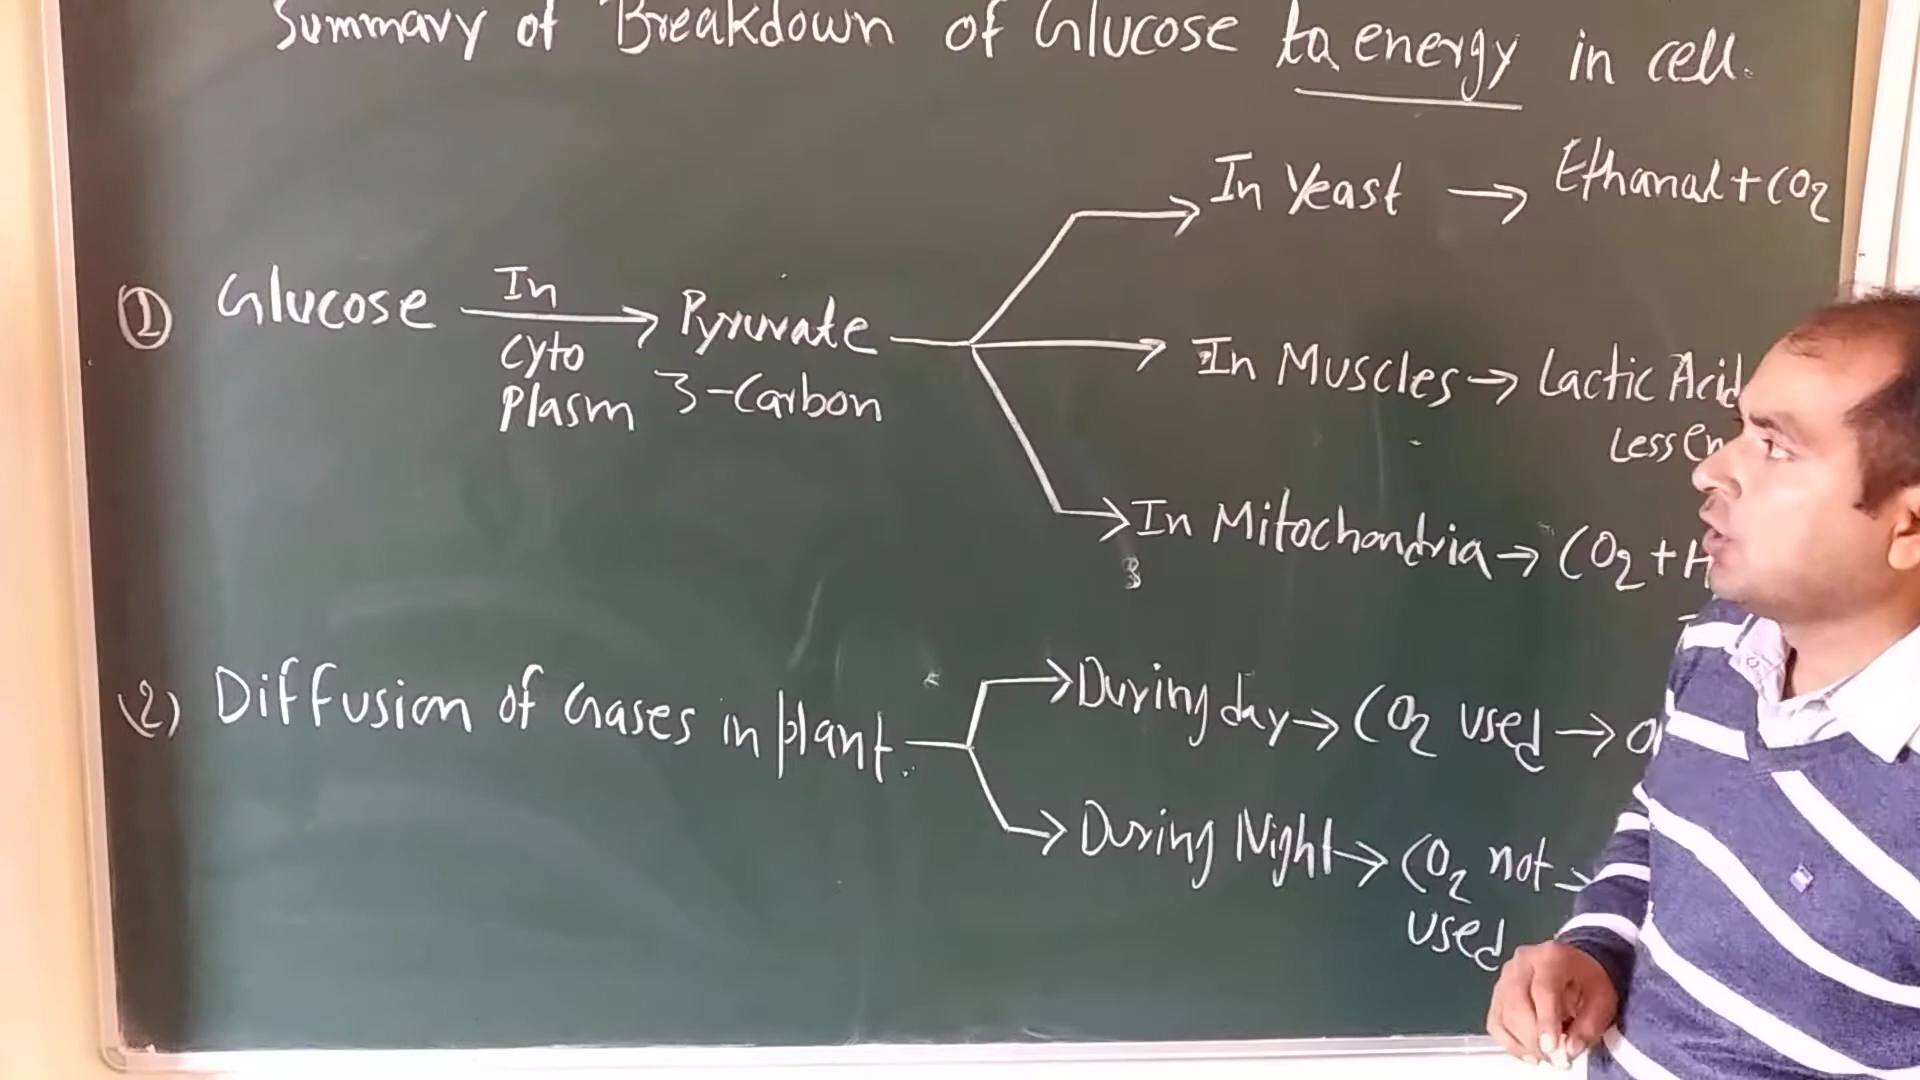 Summary of Breakdown of Glucose to energy in cell.
① Glucose In Cyto Plasm → Pyruvate 3-Carbon
→ In Yeast → Ethanol + CO2
→ In Muscles → Lactic Acid
Less
→ In Mitochondria → CO2 +
(2) Diffusion of Gases in plant.
→ During day → CO2 used →
→ During Night → CO2 not →
used